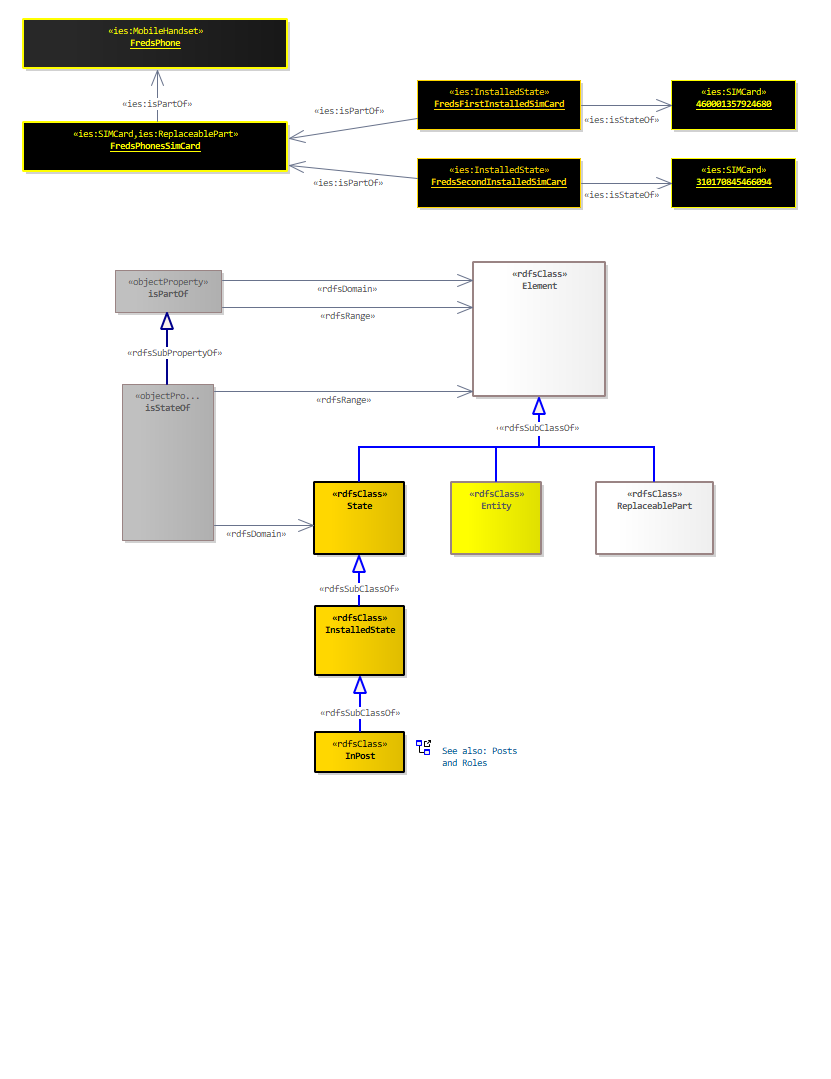 «ies:MobileHandset»
FredsPhone
«ies:isPartOf»
«ies:SIMCard,ies:ReplaceablePart»
FredsPhonesSimCard
«ies:isPartOf»
«ies:InstalledState»
FredsFirstInstalledSimCard
«ies:isStateOf»
«ies:SIMCard»
460001357924680
«ies:isPartOf»
«ies:InstalledState»
FredsSecondInstalledSimCard
«ies:isStateOf»
«ies:SIMCard»
310170845466094
«objectProperty»
isPartOf
«rdfsDomain»
«rdfsRange»
«rdfsClass»
Element
«rdfsSubPropertyOf»
«objectPro...
isStateOf
«rdfsRange»
«rdfsSubClassOf»
«rdfsDomain»
«rdfsClass»
State
«rdfsClass»
Entity
«rdfsClass»
ReplaceablePart
«rdfsSubClassOf»
«rdfsClass»
InstalledState
«rdfsSubClassOf»
«rdfsClass»
InPost
See also: Posts
and Roles